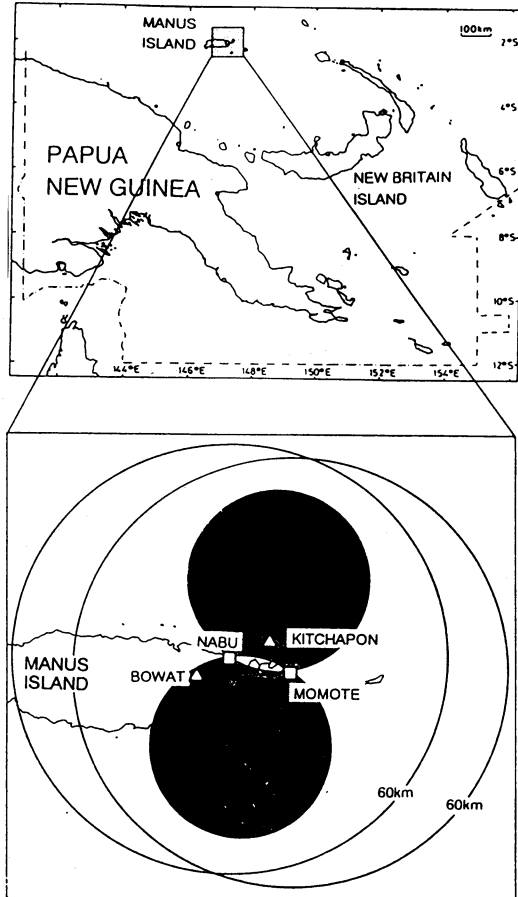 MANUS
ISLAND
100km
2°S
4°S
PAPUA
NEW GUINEA
6°S
NEW BRITAIN
ISLAND
8°S
10°S
12°S
144°E
146°E
148°E
150°E
152°E
154°E
NABU
KITCHAPON
MANUS
ISLAND
BOWAT
MOMOTE
60km
60km